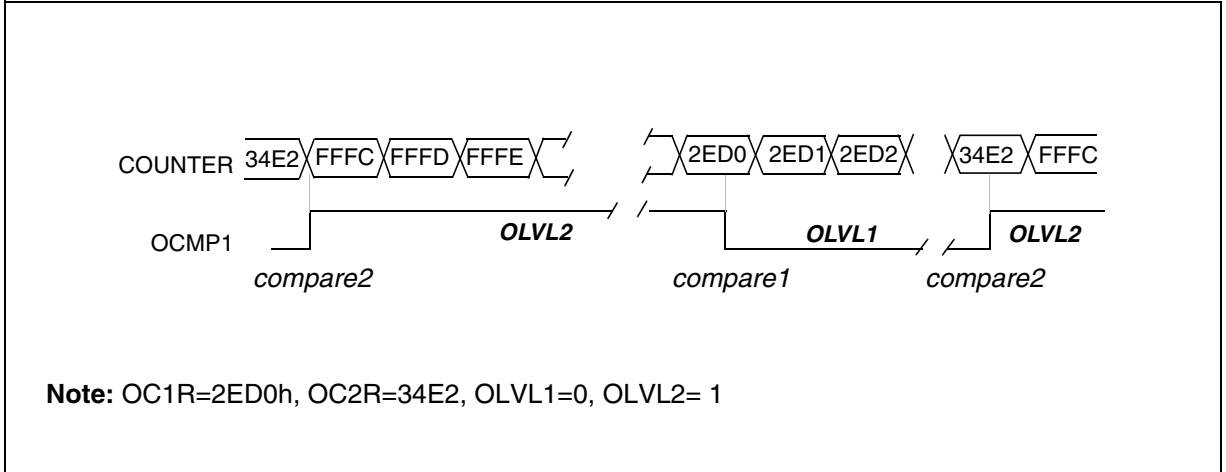 COUNTER 34E2 FFFC FFFD FFFE 2ED0 2ED1 2ED2 34E2 FFFC
OCMP1 OLVL2 OLVL1 OLVL2
compare2 compare1 compare2
Note: OC1R=2ED0h, OC2R=34E2, OLVL1=0, OLVL2= 1